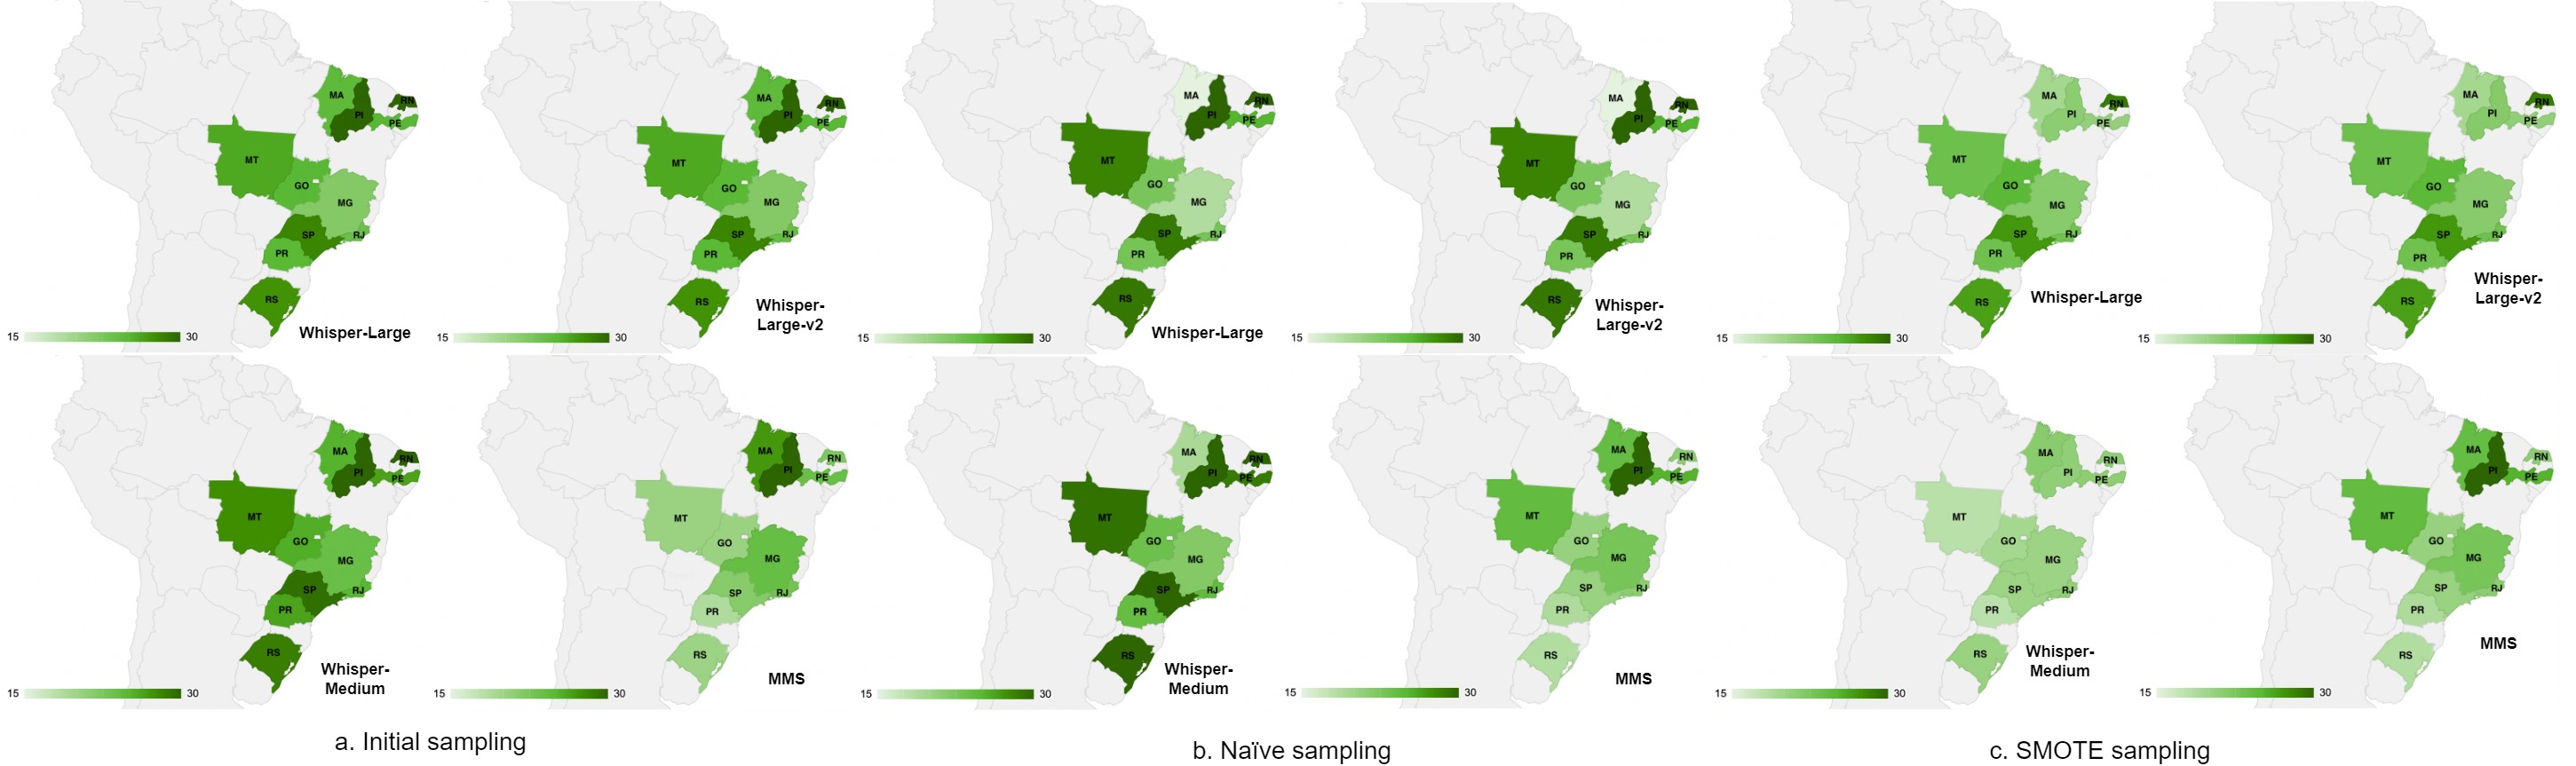 MA
RN
PI
PE
MT
GO
MG
SP
RJ
PR
RS
15
30
Whisper-Large
MA
RN
PI
PE
MT
GO
MG
SP
RJ
PR
RS
15
30
Whisper-
Large-v2
MA
RN
PI
PE
MT
GO
MG
SP
RJ
PR
RS
15
30
Whisper-Large
MA
RN
PI
PE
MT
GO
MG
SP
RJ
PR
RS
15
30
Whisper-
Large-v2
MA
RN
PI
PE
MT
GO
MG
SP
RJ
PR
RS
15
30
Whisper-Large
MA
RN
PI
PE
MT
GO
MG
SP
RJ
PR
RS
15
30
Whisper-
Large-v2
MA
RN
PI
PE
MT
GO
MG
SP
RJ
PR
RS
15
30
Whisper-
Medium
MA
RN
PI
PE
MT
GO
MG
SP
RJ
PR
RS
15
30
MMS
MA
RN
PI
PE
MT
GO
MG
SP
RJ
PR
RS
15
30
Whisper-
Medium
MA
RN
PI
PE
MT
GO
MG
SP
RJ
PR
RS
15
30
MMS
MA
RN
PI
PE
MT
GO
MG
SP
RJ
PR
RS
15
30
Whisper-
Medium
MA
RN
PI
PE
MT
GO
MG
SP
RJ
PR
RS
15
30
MMS
a. Initial sampling
b. Naïve sampling
c. SMOTE sampling